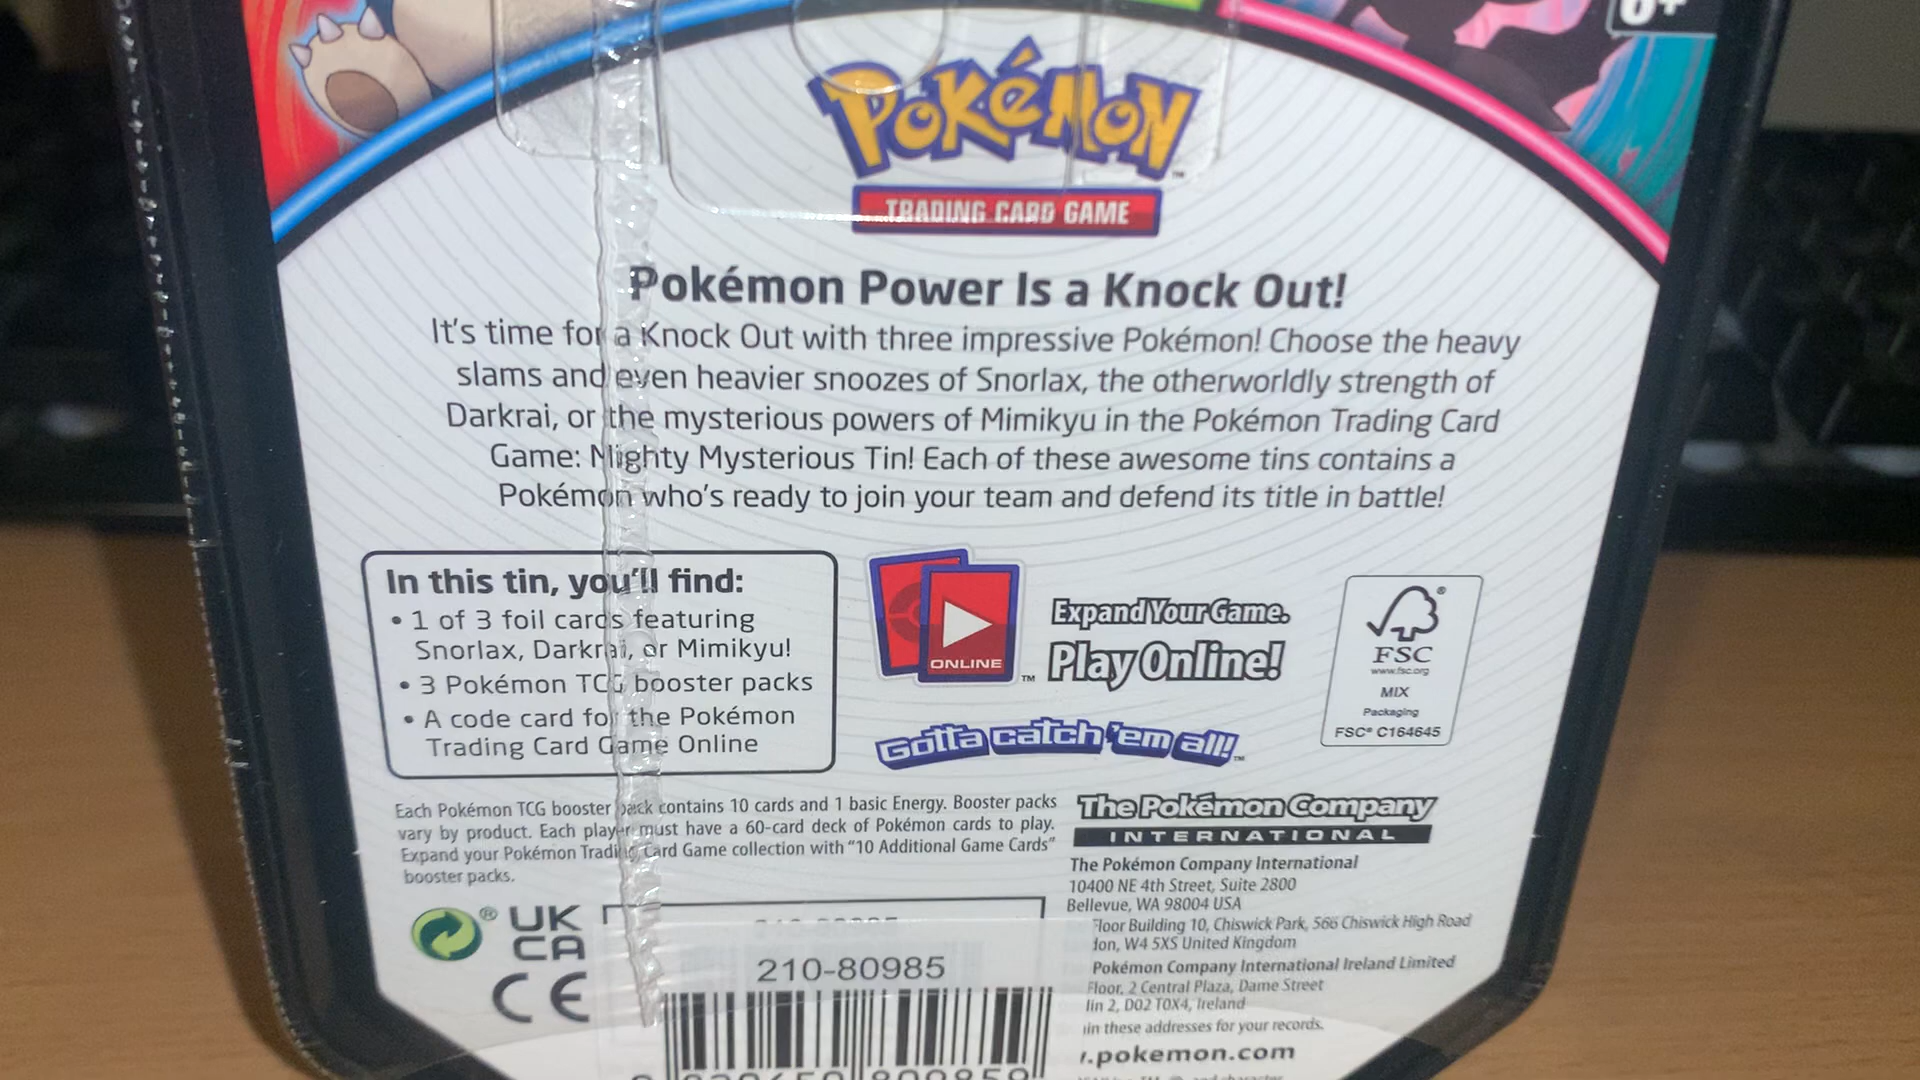 6+
POKéMON
TRADING CARD GAME
Pokémon Power Is a Knock Out!
It's time for a Knock Out with three impressive Pokémon! Choose the heavy
slams and even heavier snoozes of Snorlax, the otherworldly strength of
Darkrai, or the mysterious powers of Mimikyu in the Pokémon Trading Card
Game: Mighty Mysterious Tin! Each of these awesome tins contains a
Pokémon who's ready to join your team and defend its title in battle!
In this tin, you'll find:
• 1 of 3 foil cards featuring
Snorlax, Darkrai, or Mimikyu!
• 3 Pokémon TCG booster packs
• A code card for the Pokémon
Trading Card Game Online
ONLINE
™
Expand Your Game.
Play Online!
Gotta catch 'em all!™
FSC
www.fsc.org
MIX
Packaging
FSC® C164645
Each Pokémon TCG booster pack contains 10 cards and 1 basic Energy. Booster packs
vary by product. Each player must have a 60-card deck of Pokémon cards to play.
Expand your Pokémon Trading Card Game collection with "10 Additional Game Cards"
booster packs.
The Pokémon Company
INTERNATIONAL
The Pokémon Company International
10400 NE 4th Street, Suite 2800
Bellevue, WA 98004 USA
Floor Building 10, Chiswick Park, 566 Chiswick High Road
W4 5XS United Kingdom
Pokémon Company International Ireland Limited
Floor, 2 Central Plaza, Dame Street
2, D02 T0X4, Ireland
these addresses for your records.
.pokemon.com
®
UK
CA
CE
210-80985